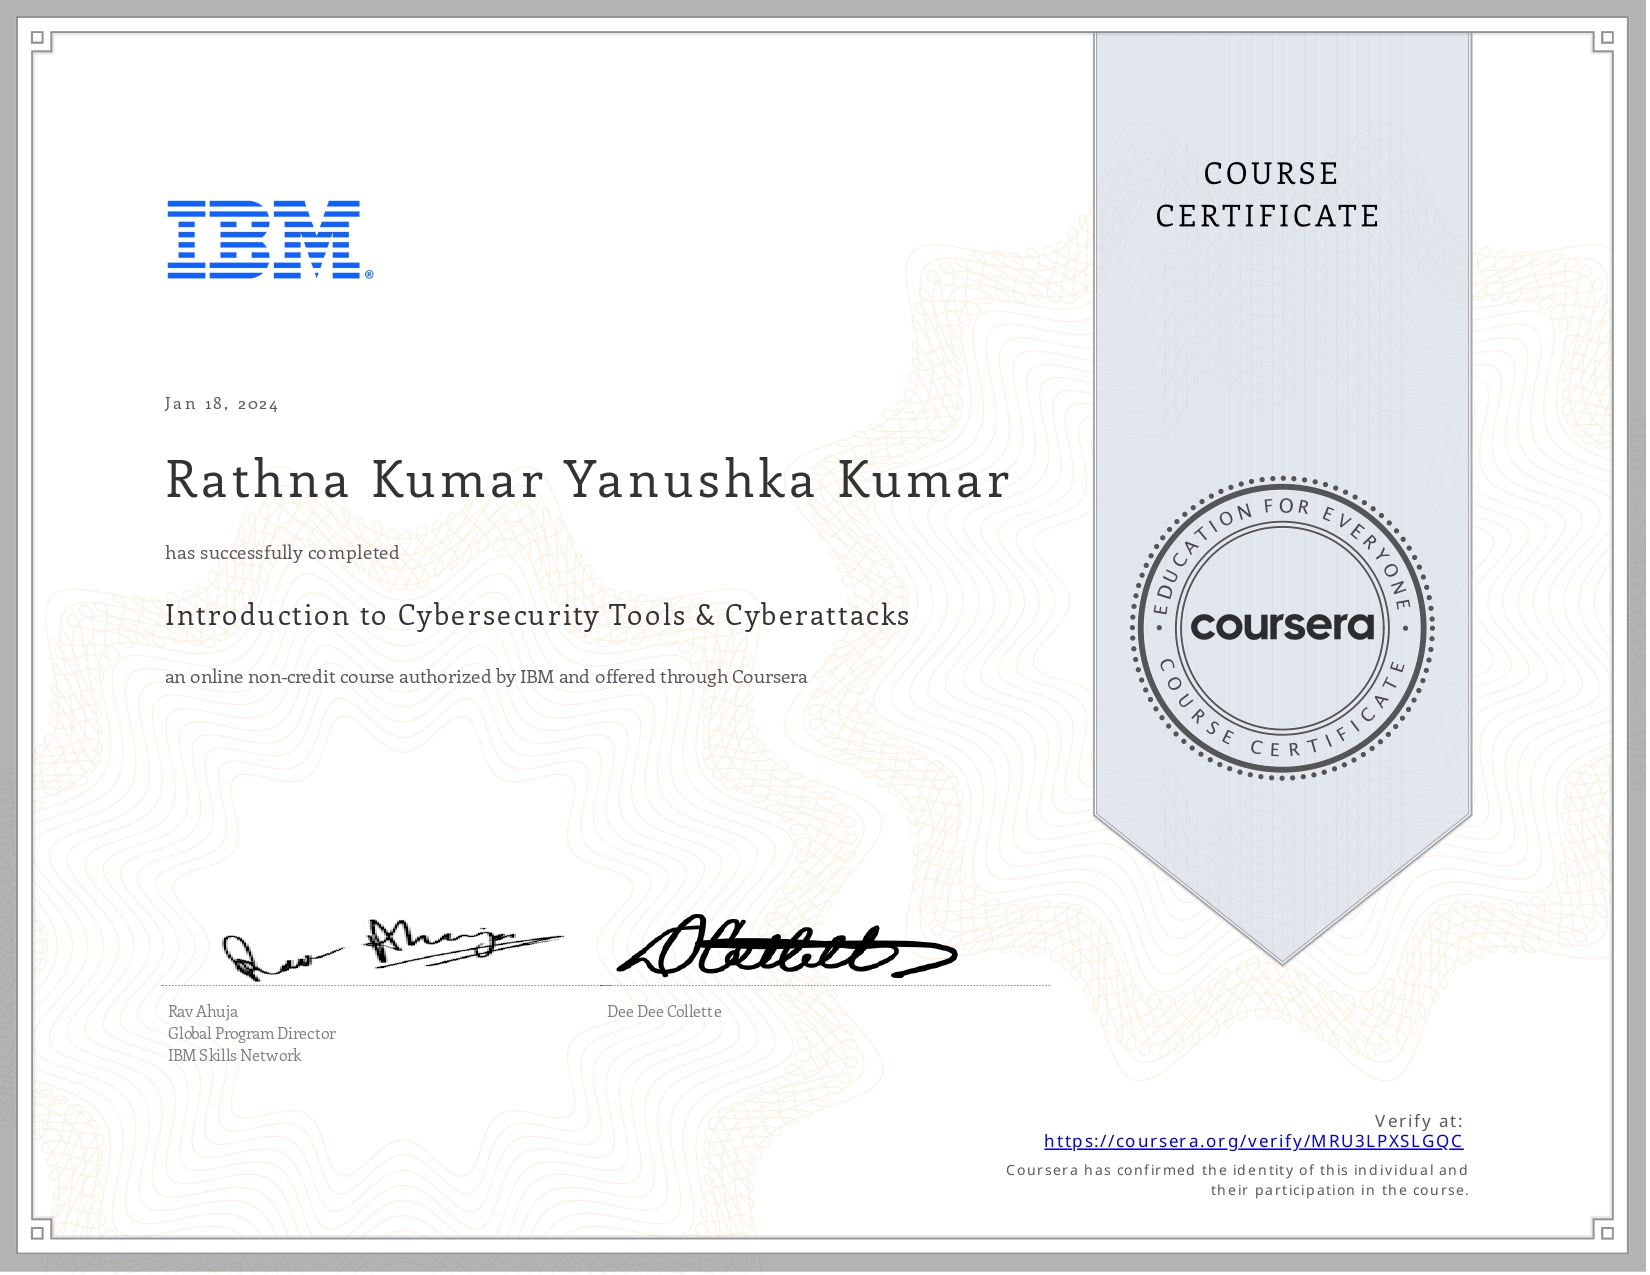 COURSE
CERTIFICATE
IBM®
Jan 18, 2024
Rathna Kumar Yanushka Kumar
has successfully completed
Introduction to Cybersecurity Tools & Cyberattacks
an online non-credit course authorized by IBM and offered through Coursera
EDUCATION FOR EVERYONE
coursera
COURSE CERTIFICATE
Rav Ahuja
Global Program Director
IBM Skills Network
Dee Dee Collette
Verify at:
https://coursera.org/verify/MRU3LPXSLGQC
Coursera has confirmed the identity of this individual and
their participation in the course.